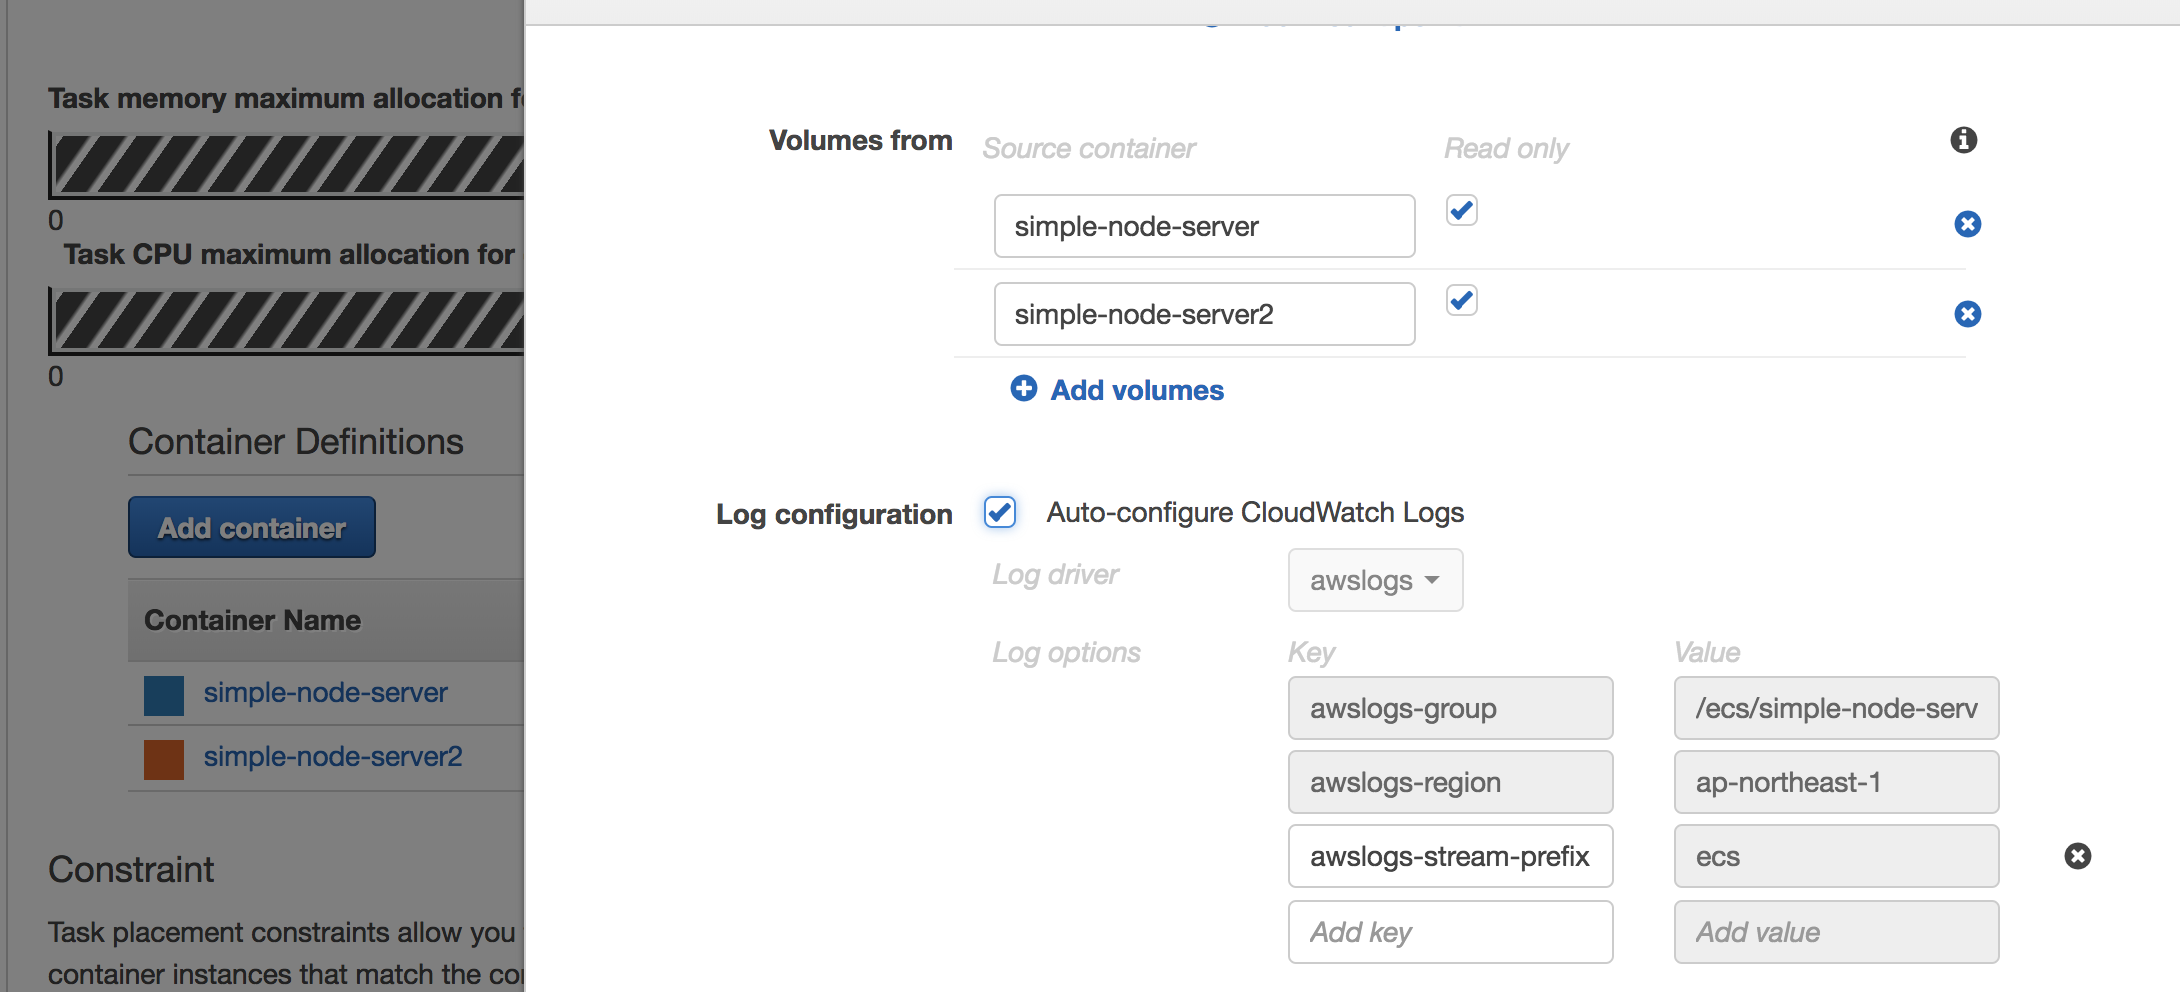 Task memory maximum allocation f
0
Task CPU maximum allocation for
0
Container Definitions
Add container
Container Name
simple-node-server
simple-node-server2
Constraint
Task placement constraints allow you
container instances that match the co
Volumes from
Source container
Read only
simple-node-server
simple-node-server2
Add volumes
Log configuration
Auto-configure CloudWatch Logs
Log driver
awslogs
Log options
Key
Value
awslogs-group
/ecs/simple-node-serv
awslogs-region
ap-northeast-1
awslogs-stream-prefix
ecs
Add key
Add value